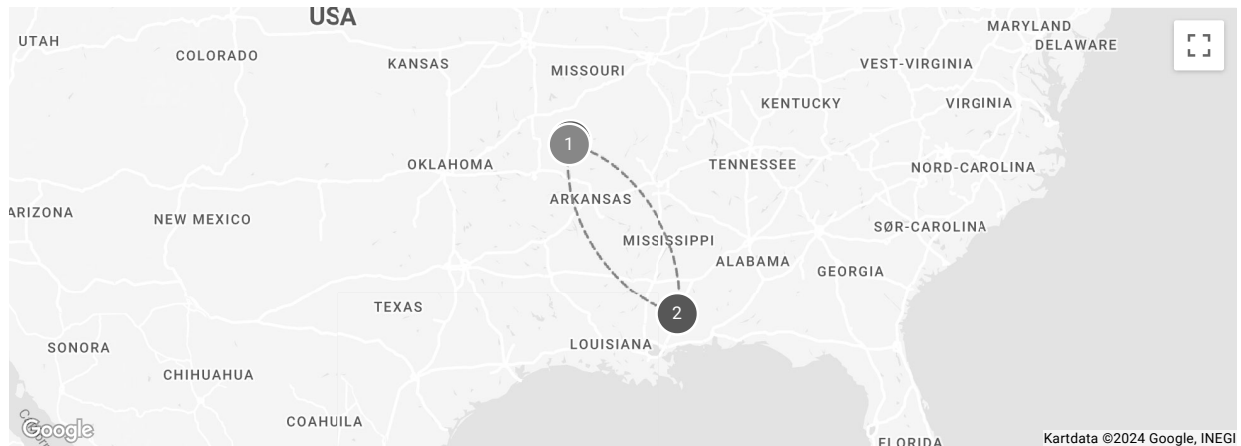 USA
MARYLAND
DELAWARE
UTAH
COLORADO
KANSAS
MISSOURI
VEST-VIRGINIA
KENTUCKY
VIRGINIA
1
OKLAHOMA
TENNESSEE
NORD-CAROLINA
ARKANSAS
ARIZONA
NEW MEXICO
SØR-CAROLINA
MISSISSIPPI
ALABAMA
GEORGIA
TEXAS
2
LOUISIANA
SONORA
CHIHUAHUA
COAHUILA
Google
FLORIDA
Kartdata ©2024 Google, INEGI